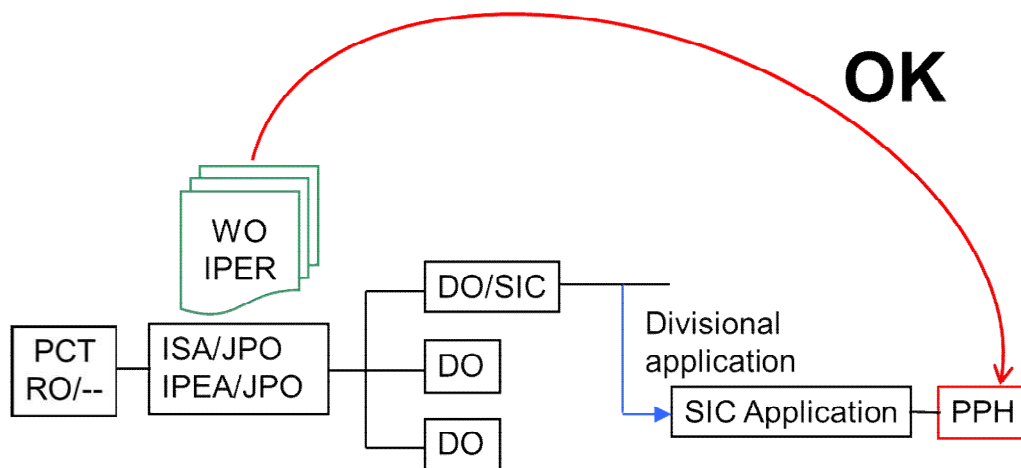 OK
WO
IPER
DO/SIC
Divisional
application
PCT
RO/--
ISA/JPO
IPEA/JPO
DO
SIC Application
PPH
DO